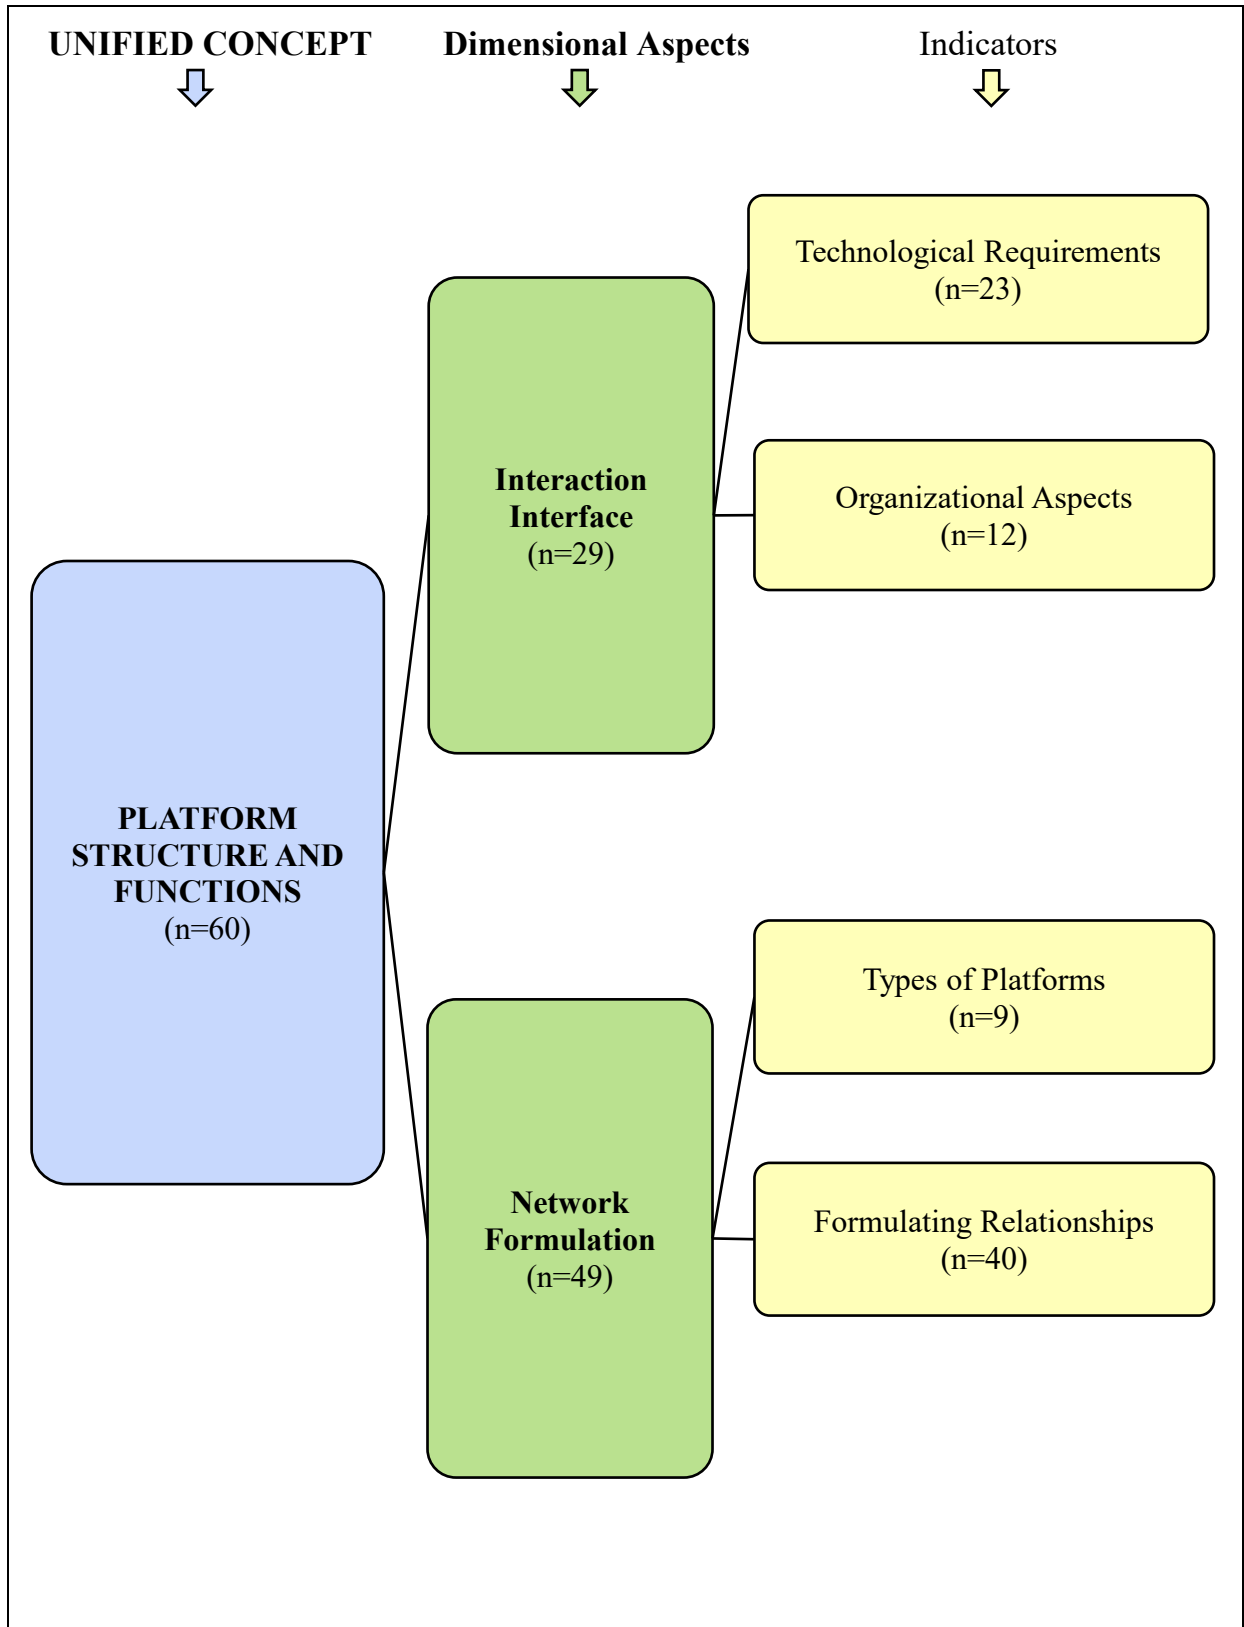 UNIFIED CONCEPT
Dimensional Aspects
Indicators
Technological Requirements
(n=23)
Interaction
Interface
(n=29)
Organizational Aspects
(n=12)
PLATFORM
STRUCTURE AND
FUNCTIONS
(n=60)
Types of Platforms
(n=9)
Network
Formulation
(n=49)
Formulating Relationships
(n=40)